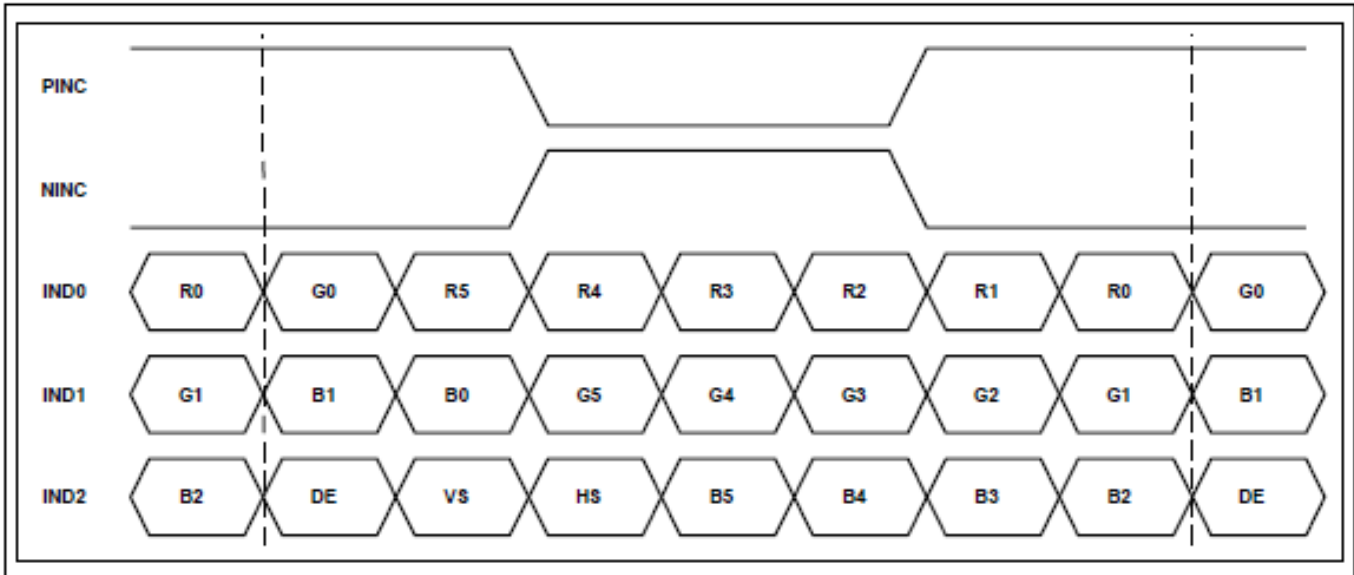 PINC
NINC
IND0 R0 G0 R5 R4 R3 R2 R1 R0 G0
IND1 G1 B1 B0 G5 G4 G3 G2 G1 B1
IND2 B2 DE VS HS B5 B4 B3 B2 DE